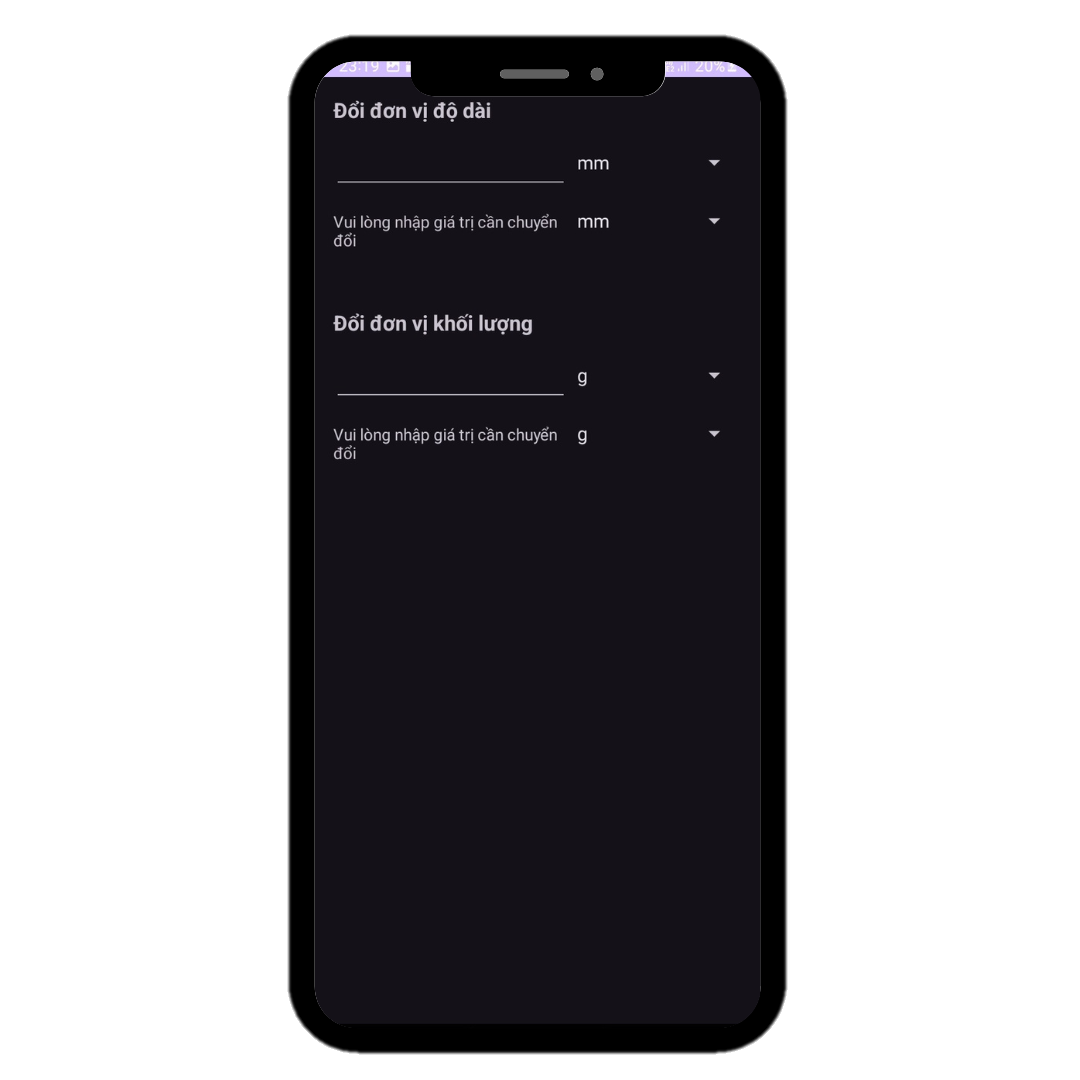 23:19
20%
Đổi đơn vị độ dài
mm
Vui lòng nhập giá trị cần chuyển
đổi
mm
Đổi đơn vị khối lượng
g
Vui lòng nhập giá trị cần chuyển
đổi
g